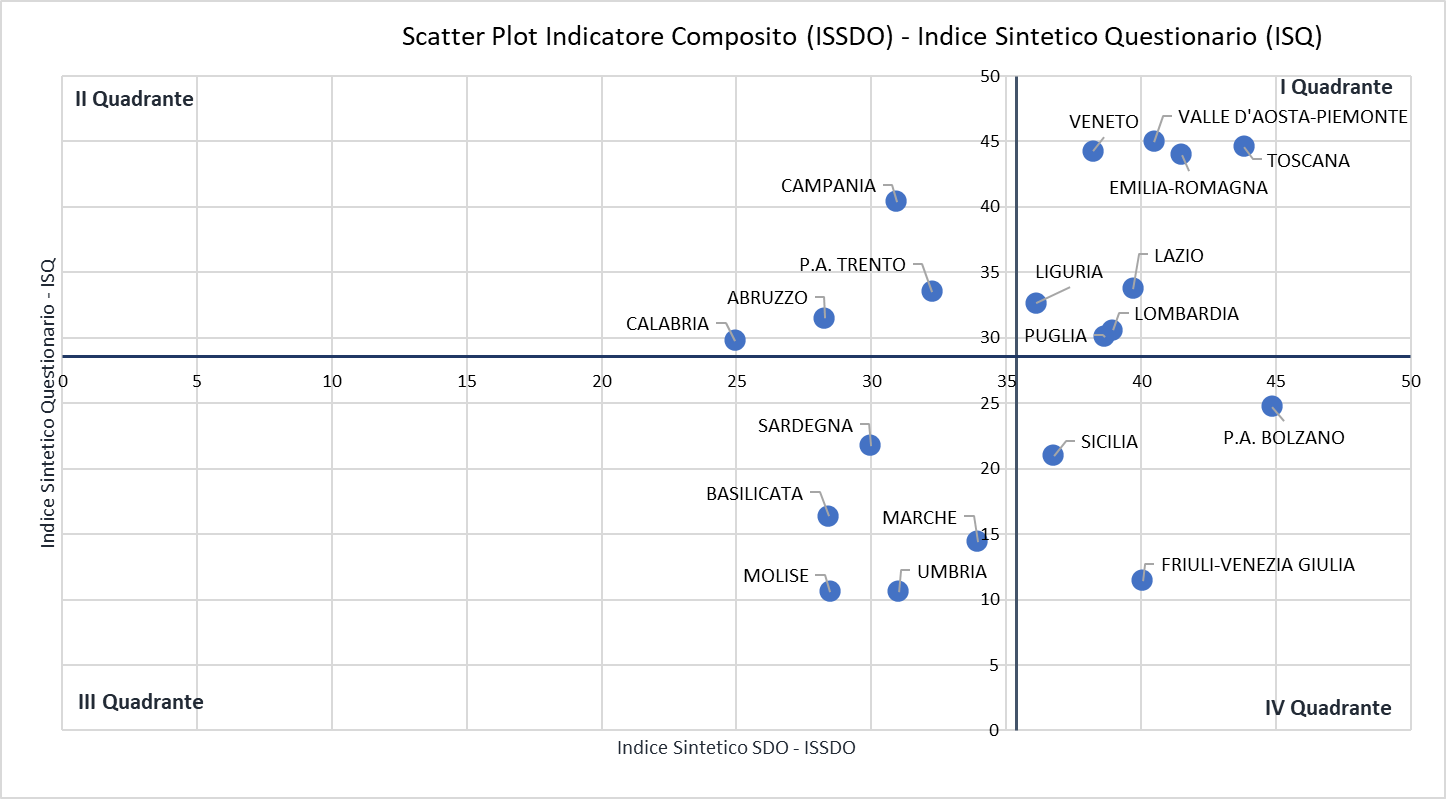 Scatter Plot Indicatore Composito (ISSDO) - Indice Sintetico Questionario (ISQ)
50
II Quadrante
I Quadrante
VENETO
VALLE D'AOSTA-PIEMONTE
45
TOSCANA
EMILIA-ROMAGNA
CAMPANIA
40
P.A. TRENTO
LAZIO
LIGURIA
35
ABRUZZO
LOMBARDIA
CALABRIA
PUGLIA
30
0
5
10
15
20
25
30
35
40
45
50
25
SARDEGNA
P.A. BOLZANO
SICILIA
20
BASILICATA
MARCHE
15
MOLISE
UMBRIA
FRIULI-VENEZIA GIULIA
10
5
III Quadrante
IV Quadrante
0
Indice Sintetico Questionario - ISQ
Indice Sintetico SDO - ISSDO